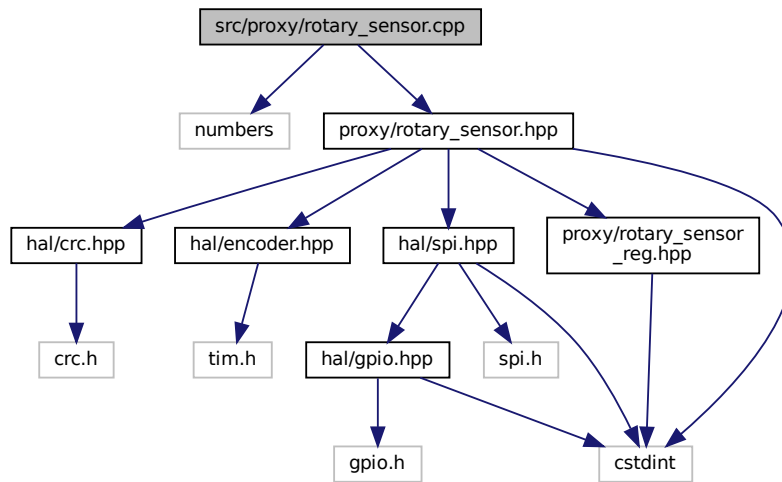 src/proxy/rotary_sensor.cpp
numbers
proxy/rotary_sensor.hpp
hal/crc.hpp
hal/encoder.hpp
hal/spi.hpp
proxy/rotary_sensor
_reg.hpp
crc.h
tim.h
hal/gpio.hpp
spi.h
gpio.h
cstdint